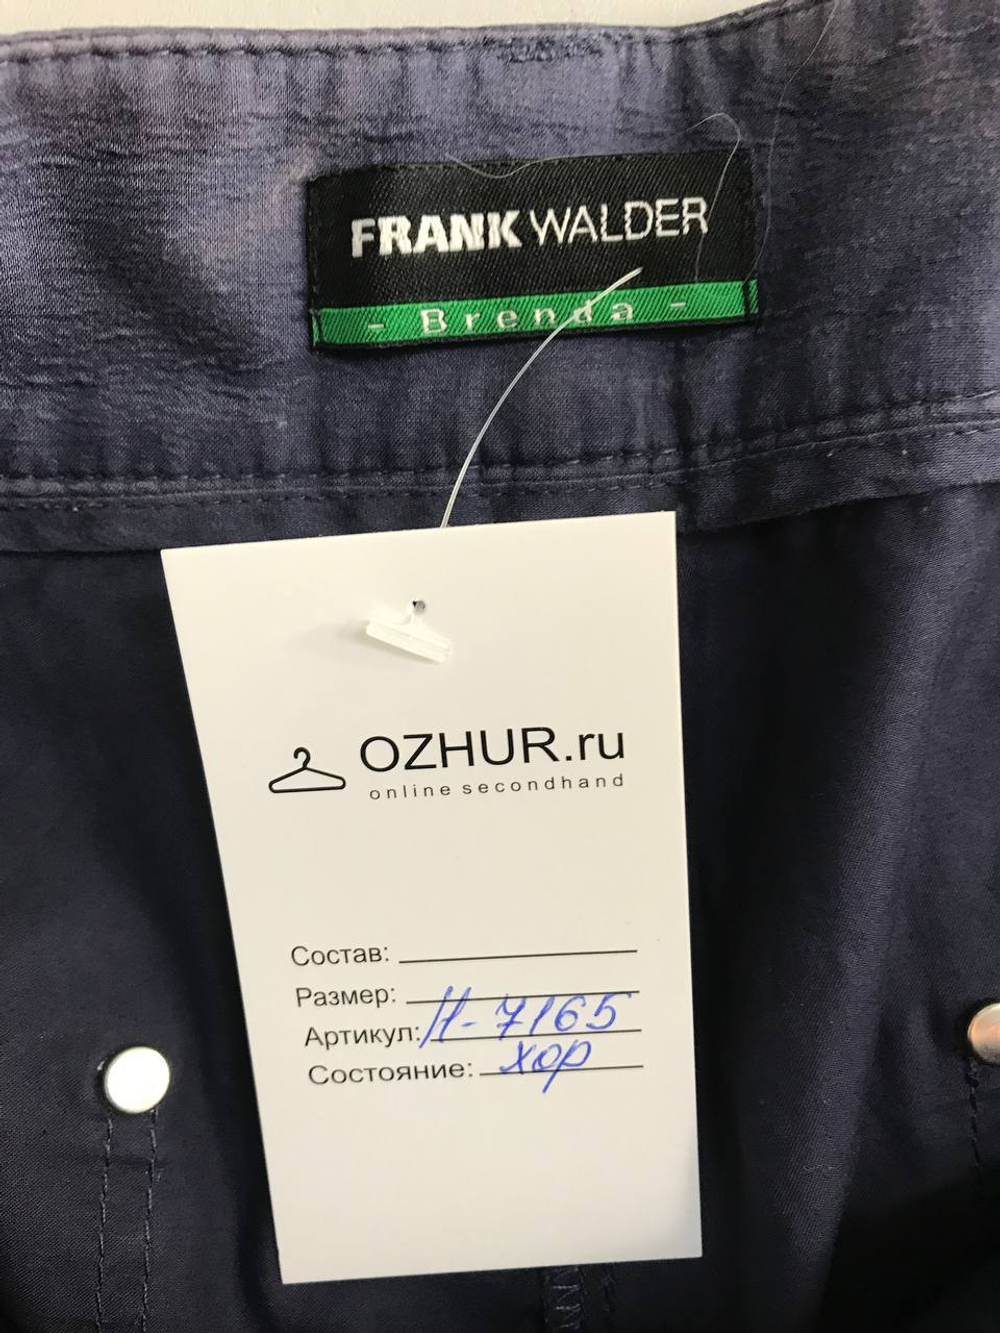 FRANK WALDER
- Brenda -
OZHUR.ru
online secondhand
Состав:
Размер:
Артикул: Н-7165
Состояние: хор